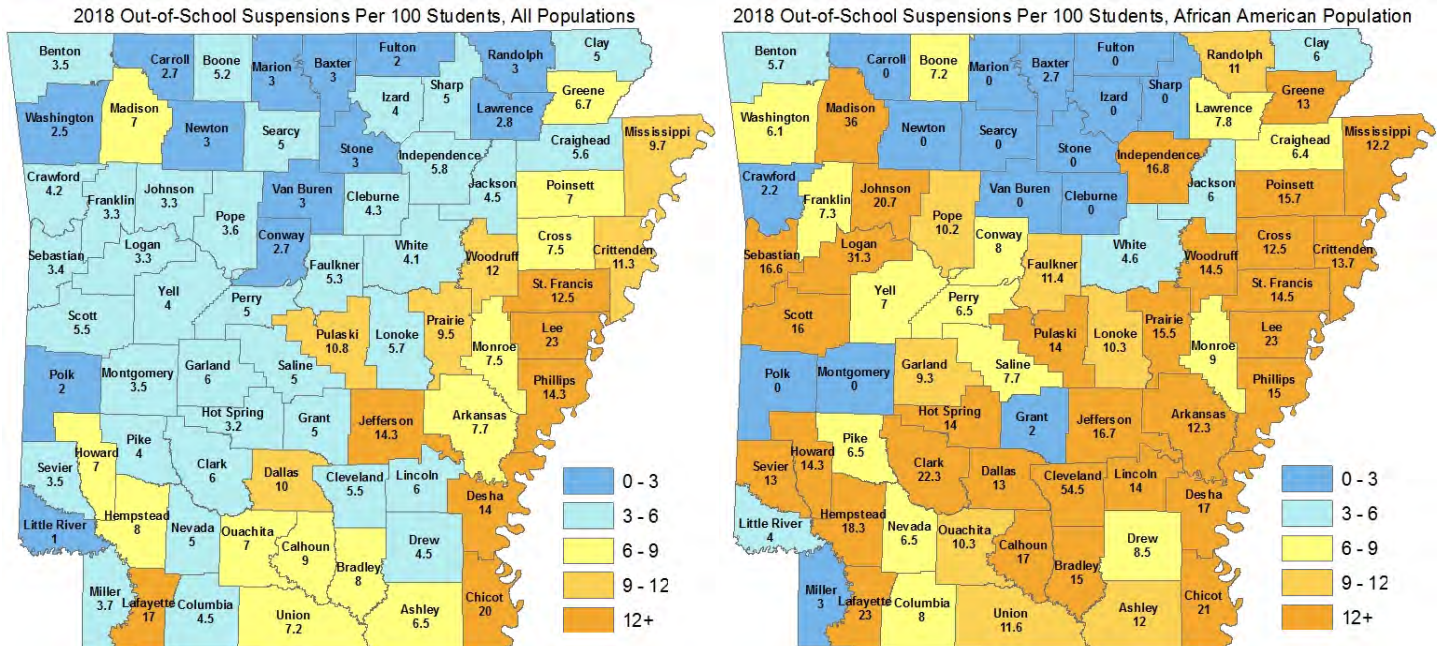 2018 Out-of-School Suspensions Per 100 Students, All Populations
Benton
3.5
Carroll
2.7
Boone
5.2
Marion
3
Baxter
3
Fulton
2
Randolph
3
Clay
5
Sharp
5
Izard
4
Greene
6.7
Lawrence
2.8
Washington
2.5
Madison
7
Newton
3
Searcy
5
Stone
3
Independence
5.8
Craighead
5.6
Mississippi
9.7
Crawford
4.2
Franklin
3.3
Johnson
3.3
Pope
3.6
Van Buren
3
Cleburne
4.3
Jackson
4.5
Poinsett
7
Sebastian
3.4
Logan
3.3
Conway
2.7
Faulkner
5.3
White
4.1
Woodruff
12
Cross
7.5
Crittenden
11.3
St. Francis
12.5
Scott
5.5
Yell
4
Perry
5
Pulaski
10.8
Lonoke
5.7
Prairie
9.5
Monroe
7.5
Lee
23
Phillips
14.3
Polk
2
Montgomery
3.5
Garland
6
Saline
5
Hot Spring
3.2
Grant
5
Jefferson
14.3
Arkansas
7.7
Sevier
3.5
Howard
7
Pike
4
Clark
6
Dallas
10
Cleveland
5.5
Lincoln
6
Desha
14
Little River
1
Hempstead
8
Nevada
5
Ouachita
7
Calhoun
9
Bradley
8
Drew
4.5
Miller
3.7
Lafayette
17
Columbia
4.5
Union
7.2
Ashley
6.5
Chicot
20
0 - 3
3 - 6
6 - 9
9 - 12
12+
2018 Out-of-School Suspensions Per 100 Students, African American Population
Benton
5.7
Carroll
0
Boone
7.2
Marion
0
Baxter
2.7
Fulton
0
Randolph
11
Clay
6
Izard
0
Sharp
0
Greene
13
Lawrence
7.8
Washington
6.1
Madison
36
Newton
0
Searcy
0
Stone
0
Independence
16.8
Craighead
6.4
Mississippi
12.2
Crawford
2.2
Franklin
7.3
Johnson
20.7
Pope
10.2
Van Buren
0
Cleburne
0
Jackson
6
Poinsett
15.7
Sebastian
16.6
Logan
31.3
Conway
8
Faulkner
11.4
White
4.6
Woodruff
14.5
Cross
12.5
Crittenden
13.7
St. Francis
14.5
Scott
16
Yell
7
Perry
6.5
Pulaski
14
Lonoke
10.3
Prairie
15.5
Monroe
9
Lee
23
Phillips
15
Polk
0
Montgomery
0
Garland
9.3
Saline
7.7
Hot Spring
14
Grant
2
Jefferson
16.7
Arkansas
12.3
Sevier
13
Howard
14.3
Pike
6.5
Clark
22.3
Dallas
13
Cleveland
54.5
Lincoln
14
Desha
17
Little River
4
Hempstead
18.3
Nevada
6.5
Ouachita
10.3
Calhoun
17
Bradley
15
Drew
8.5
Miller
3
Lafayette
23
Columbia
8
Union
11.6
Ashley
12
Chicot
21
0 - 3
3 - 6
6 - 9
9 - 12
12+